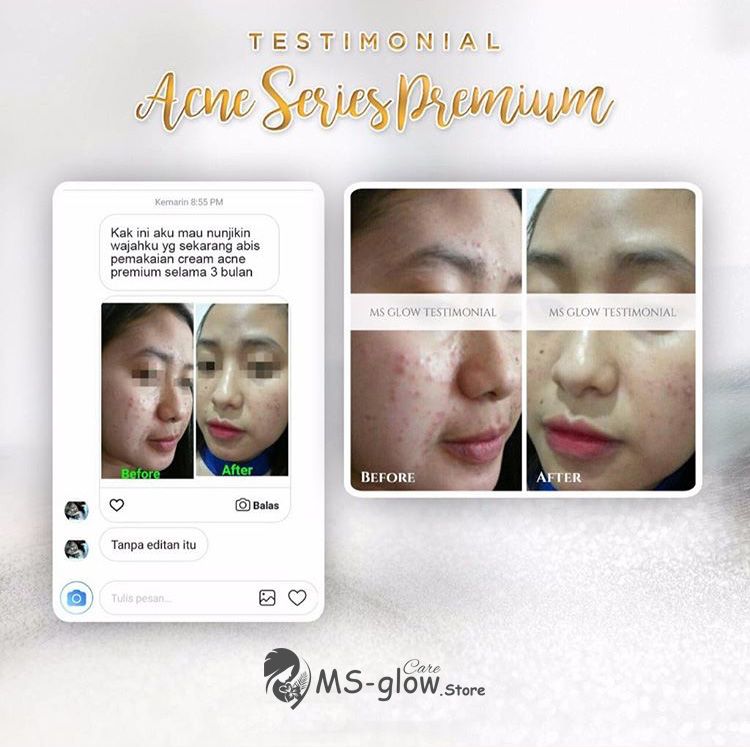 TESTIMONIAL
Acne Series Premium
Kemarin 8:55 PM
Kak ini aku mau nunjikin
wajahku yg sekarang abis
pemakaian cream acne
premium selama 3 bulan
Before
After
Balas
Tanpa editan itu
Tulis pesan...
MS GLOW TESTIMONIAL
MS GLOW TESTIMONIAL
BEFORE
AFTER
Care
MS-glow.Store